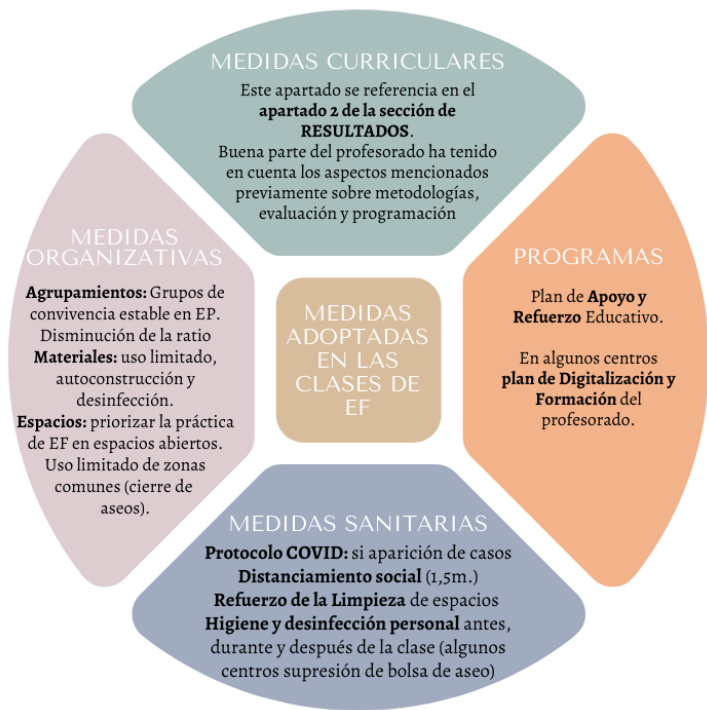 MEDIDAS CURRICULARES
Este apartado se referencia en el
apartado 2 de la sección de
RESULTADOS.
Buena parte del profesorado ha tenido
en cuenta los aspectos mencionados
previamente sobre metodologías,
evaluación y programación
MEDIDAS
ORGANIZATIVAS
Agrupamientos: Grupos de
convivencia estable en EP.
Disminución de la ratio
Materiales: uso limitado,
autoconstrucción y
desinfección.
Espacios: priorizar la práctica
de EF en espacios abiertos.
Uso limitado de zonas
comunes (cierre de
aseos).
MEDIDAS
ADOPTADAS
EN LAS
CLASES DE
EF
PROGRAMAS
Plan de Apoyo y
Refuerzo Educativo.
En algunos centros
plan de Digitalización y
Formación del
profesorado.
MEDIDAS SANITARIAS
Protocolo COVID: si aparición de casos
Distanciamiento social (1,5m.)
Refuerzo de la Limpieza de espacios
Higiene y desinfección personal antes,
durante y después de la clase (algunos
centros supresión de bolsa de aseo)